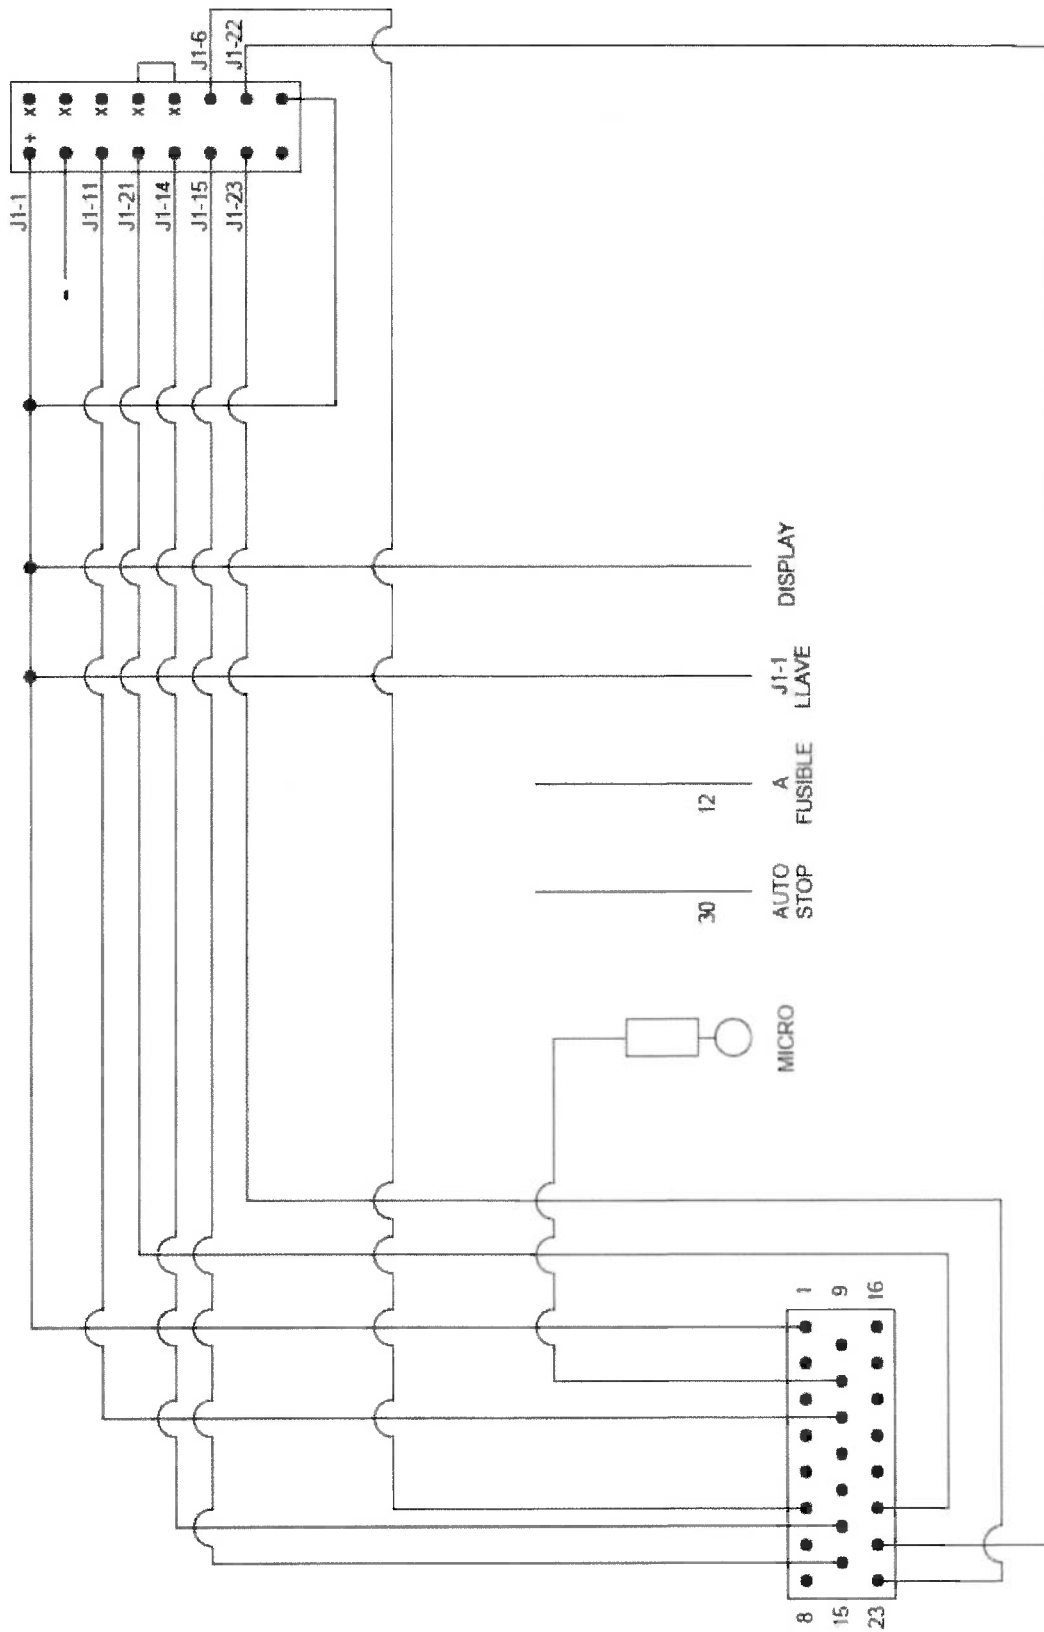 J1-6
J1-22
x x x x x
+
J1-1
-
J1-11
J1-21
J1-14
J1-15
J1-23
DISPLAY
J1-1
LLAVE
12
A
FUSIBLE
30
AUTO
STOP
MICRO
1
9
16
8
15
23